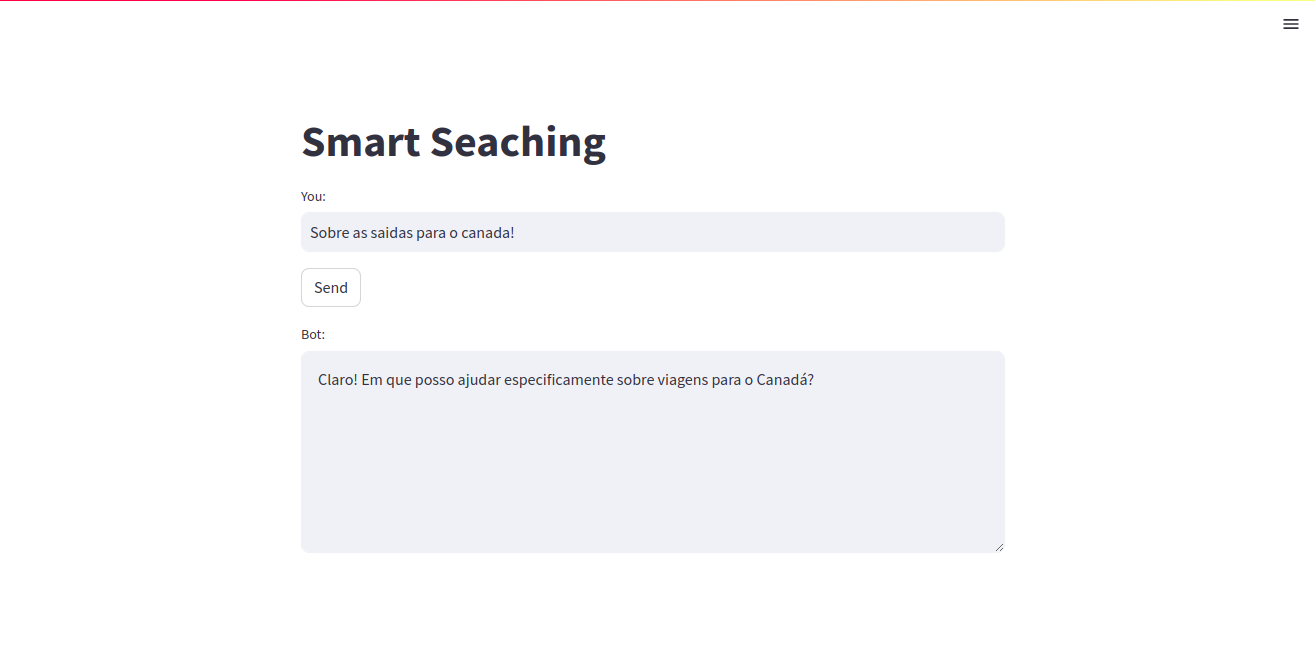 Smart Seaching
You:
Sobre as saidas para o canada!
Send
Bot:
Claro! Em que posso ajudar especificamente sobre viagens para o Canadá?